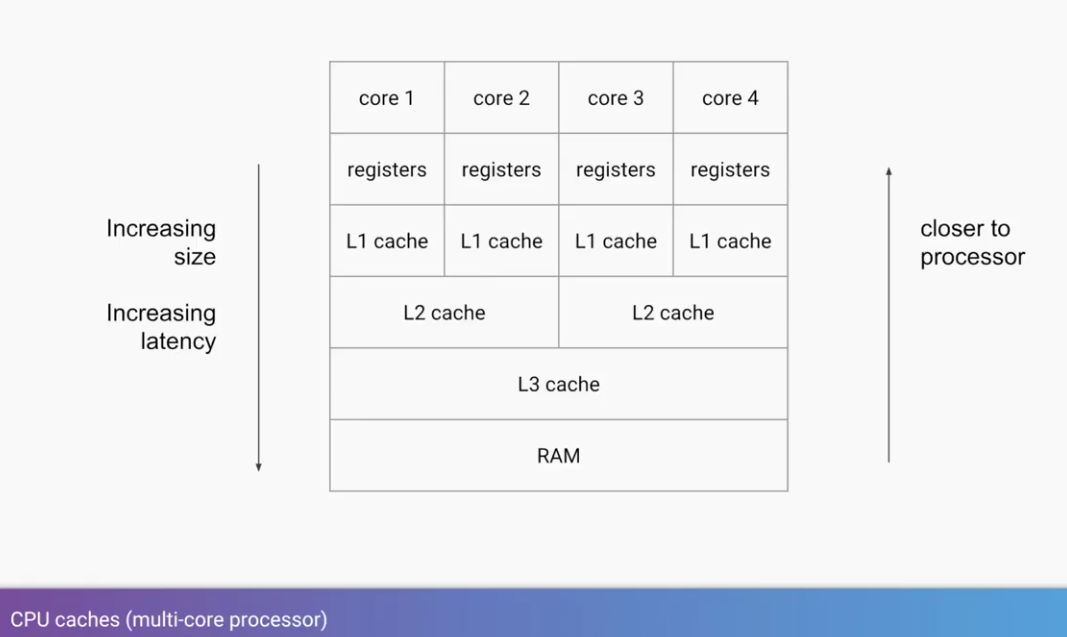 core 1 core 2 core 3 core 4
registers registers registers registers
L1 cache L1 cache L1 cache L1 cache
L2 cache L2 cache
L3 cache
RAM
Increasing
size
Increasing
latency
closer to
processor
CPU caches (multi-core processor)